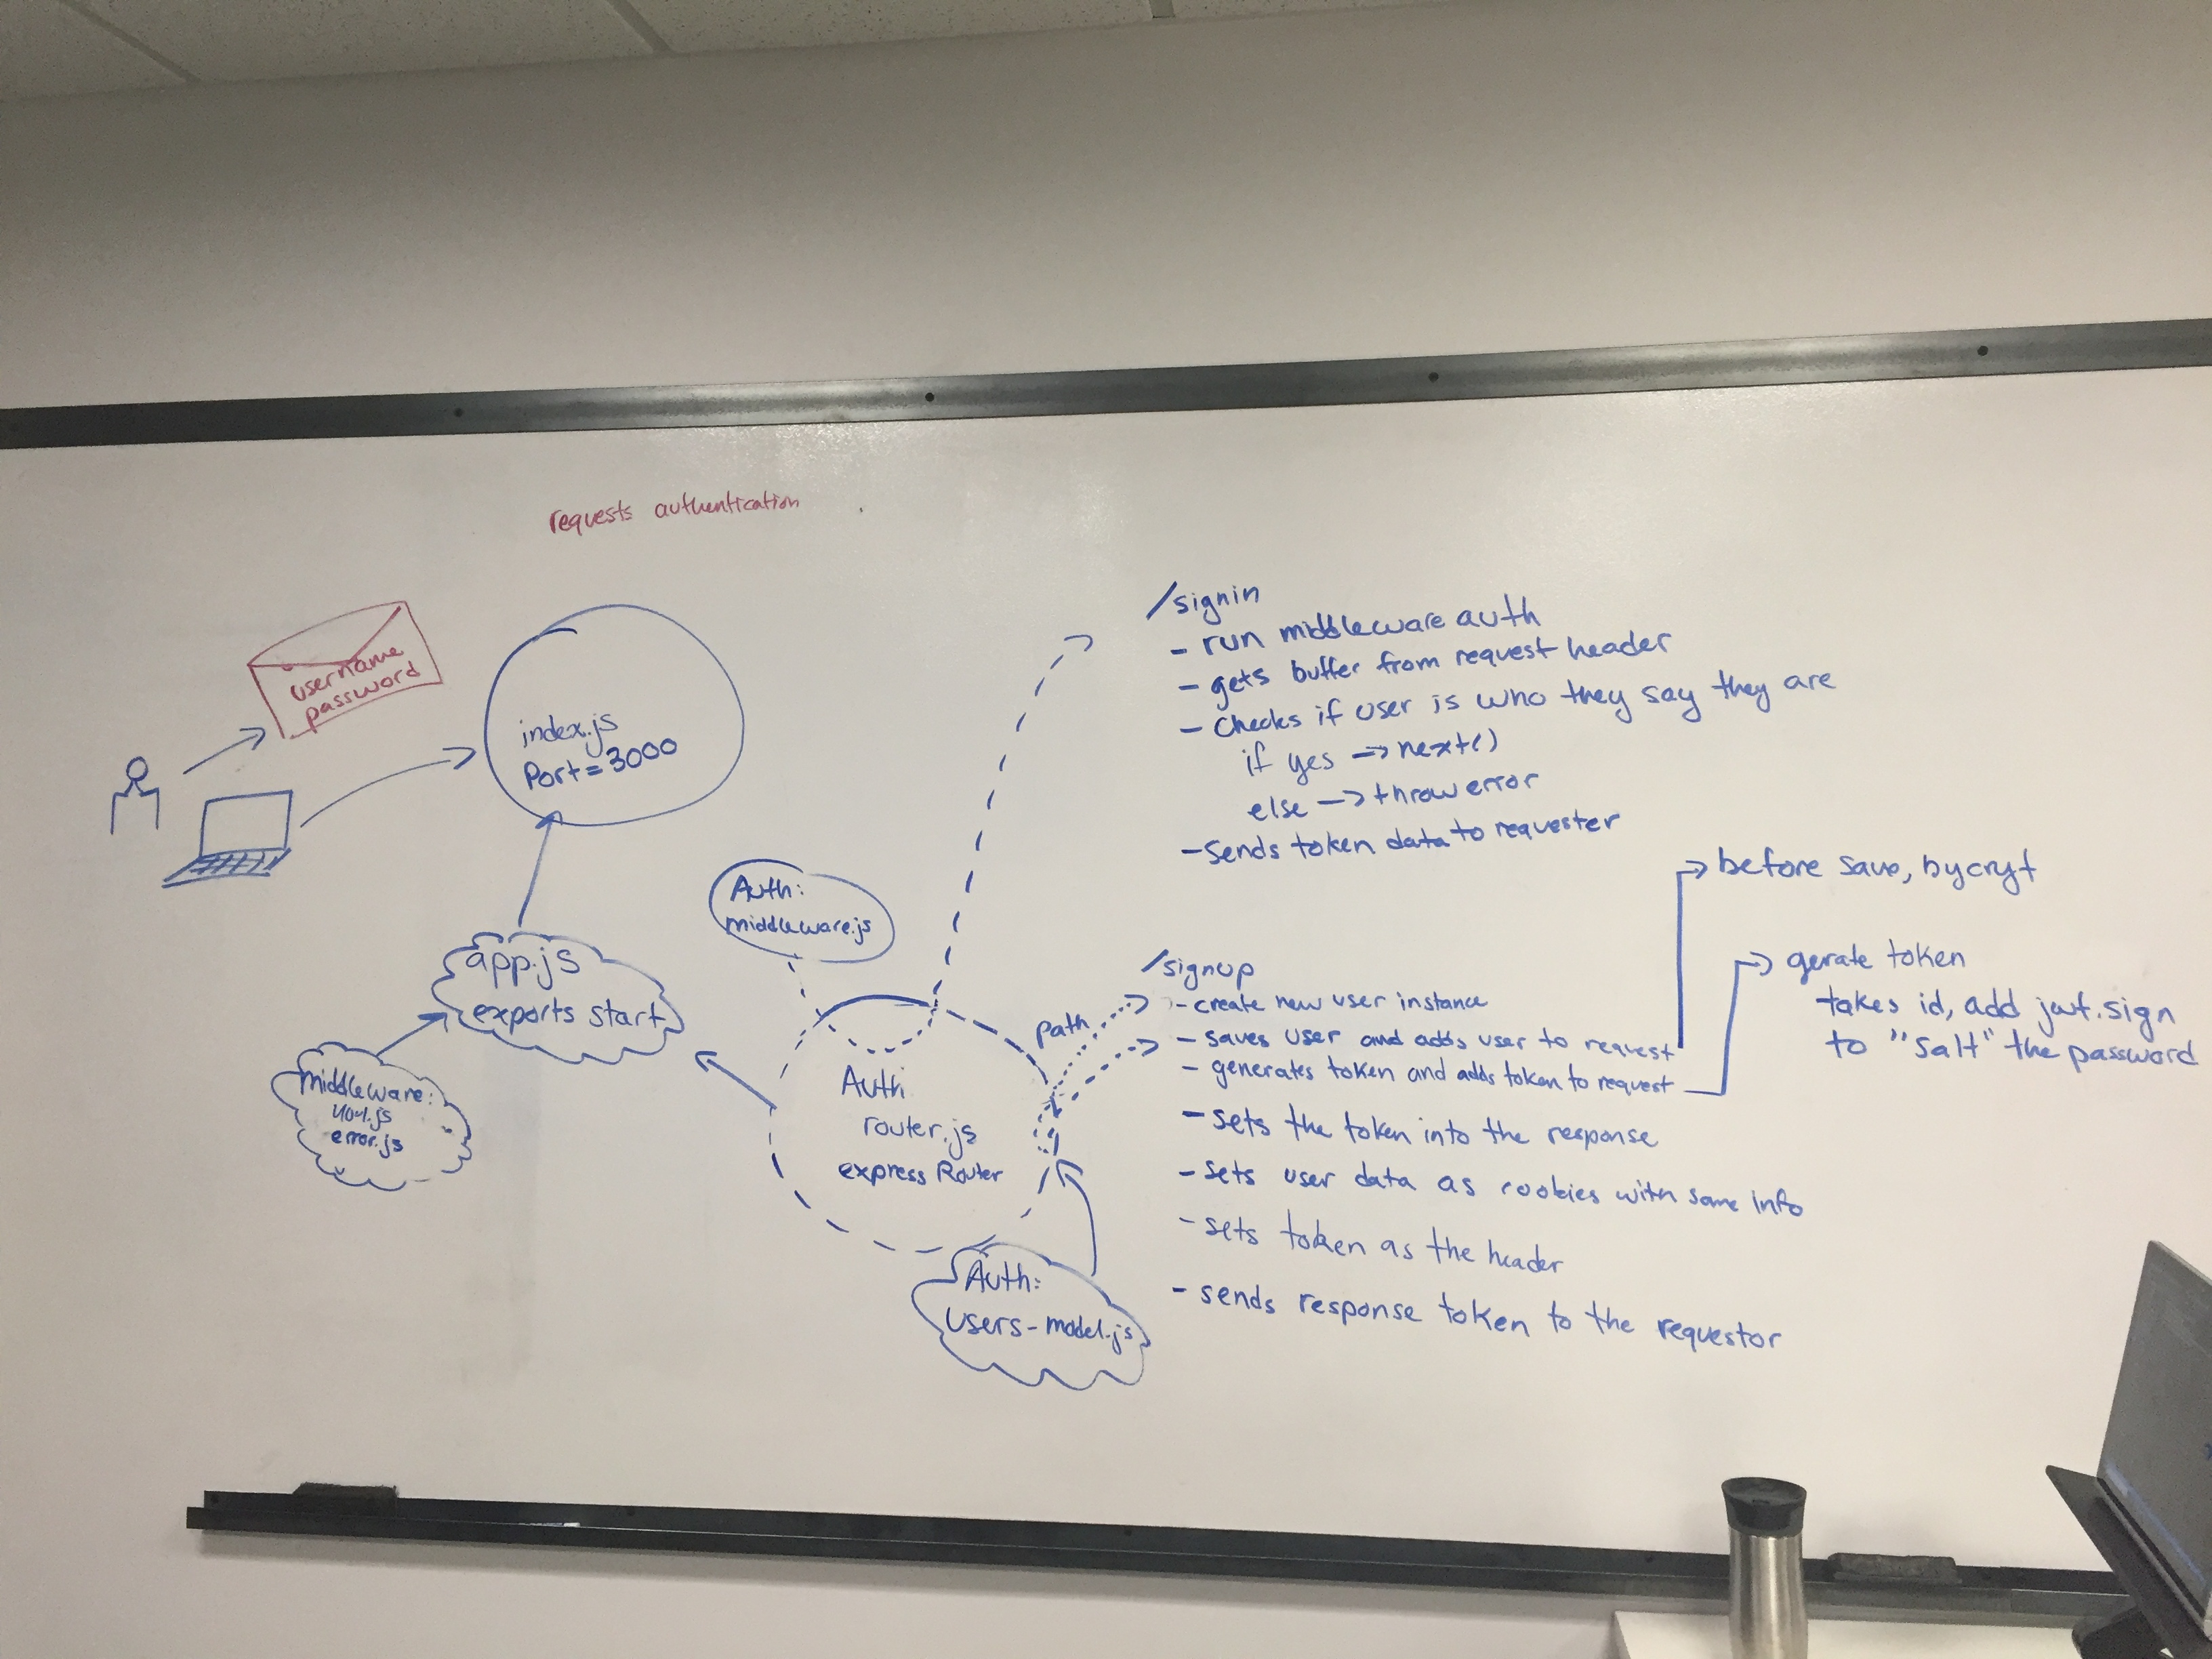 requests authentication
username
password
index.js
Port=3000
app.js
exports start
middleware:
404.js
error.js
Auth:
middleware.js
Auth
router.js
express Router
Auth:
users-model.js
path
/signin
- run middleware auth
- gets buffer from request header
- checks if user is who they say they are
if yes → next()
else → throw error
- sends token data to requester
/signup
- create new user instance
- saves user and adds user to request
- generates token and adds token to request
- sets the token into the response
- sets user data as cookies with same info
- sets token as the header
- sends response token to the requestor
before save, bycryt
gerate token
takes id, add jwt.sign
to "salt" the password